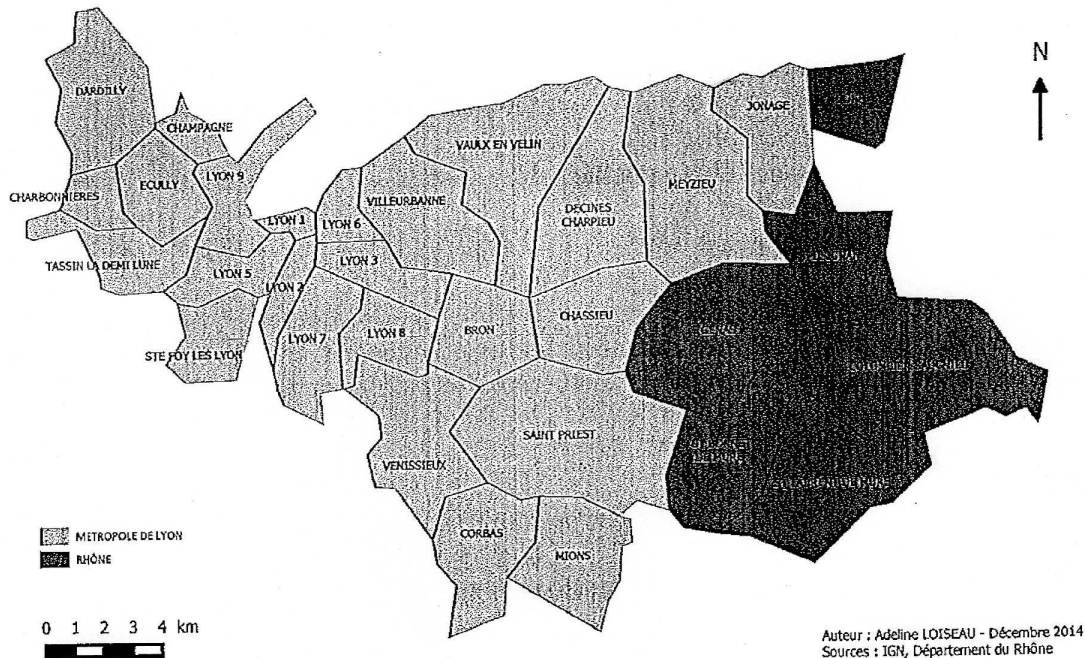 N
DARDILLY
JONAGE
CHAMPAGNE
VAULX EN VELIN
ECULLY
LYON 9
MEYZIEU
CHARBONNIERES
VILLEURBANNE
DECINES
CHARPIEU
LYON 1
LYON 6
TASSIN LA DEMI LUNE
LYON 5
LYON 3
LYON 2
CHASSIEU
LYON 7
LYON 8
BRON
STE FOY LES LYON
SAINT PRIEST
VENISSIEUX
CORBAS
MIONS
METROPOLE DE LYON
RHÔNE
0 1 2 3 4 km
Auteur : Adeline LOISEAU - Décembre 2014
Sources : IGN, Département du Rhône